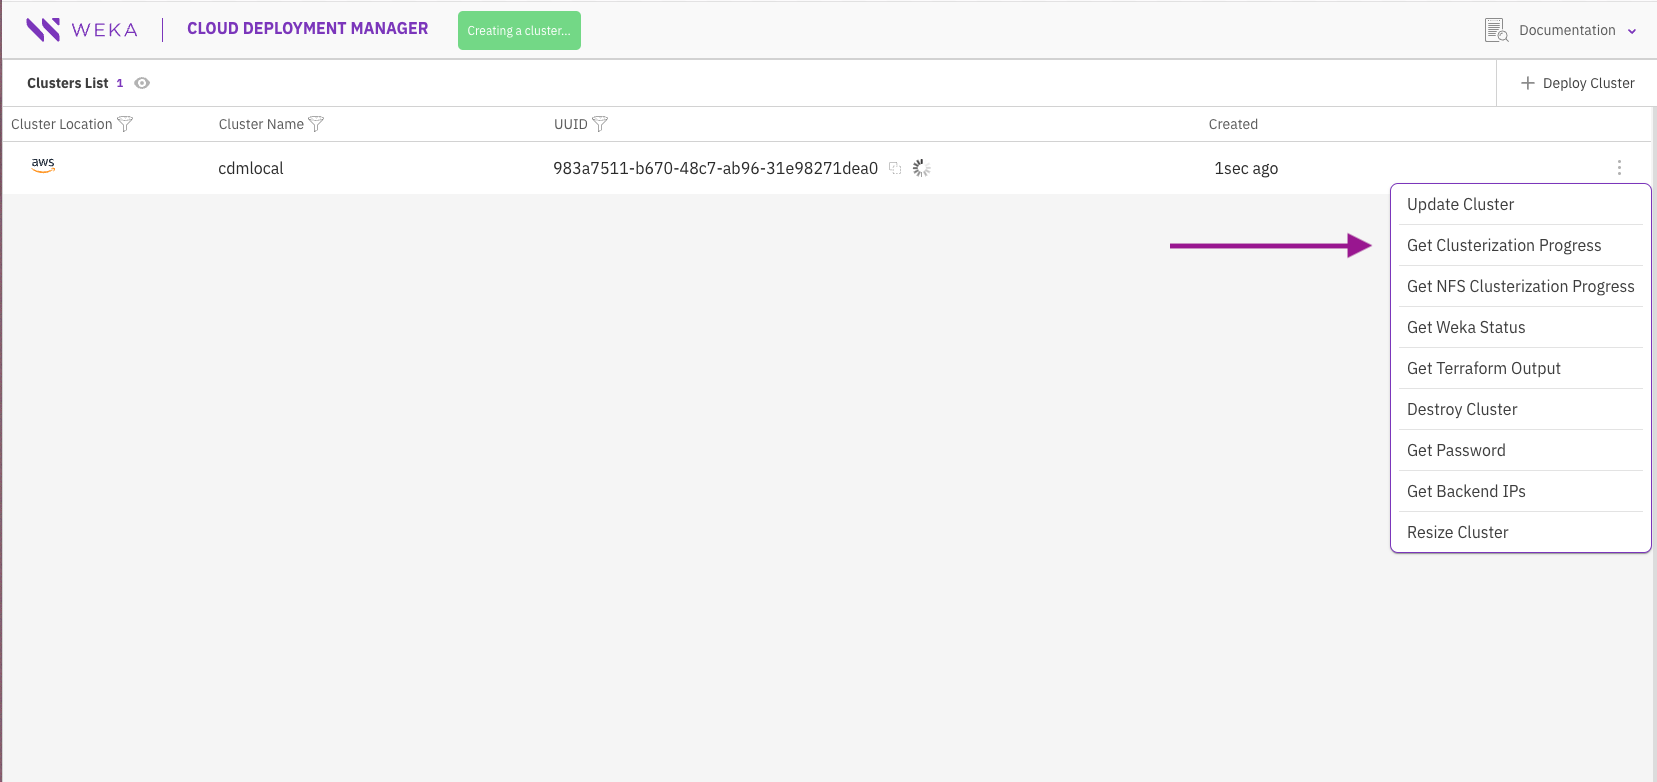 WEKA CLOUD DEPLOYMENT MANAGER Creating a cluster... Documentation
Clusters List 1 Deploy Cluster
Cluster Location Cluster Name UUID Created
aws cdmlocal 983a7511-b670-48c7-ab96-31e98271dea0 1sec ago
Update Cluster
Get Clusterization Progress
Get NFS Clusterization Progress
Get Weka Status
Get Terraform Output
Destroy Cluster
Get Password
Get Backend IPs
Resize Cluster